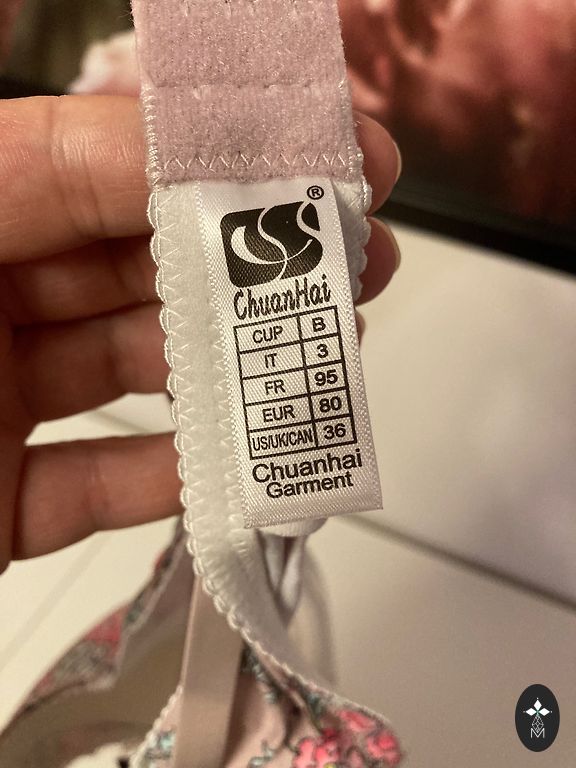 ®
ChuanHai
CUP B
IT 3
FR 95
EUR 80
US/UK/CAN 36
Chuanhai
Garment
M